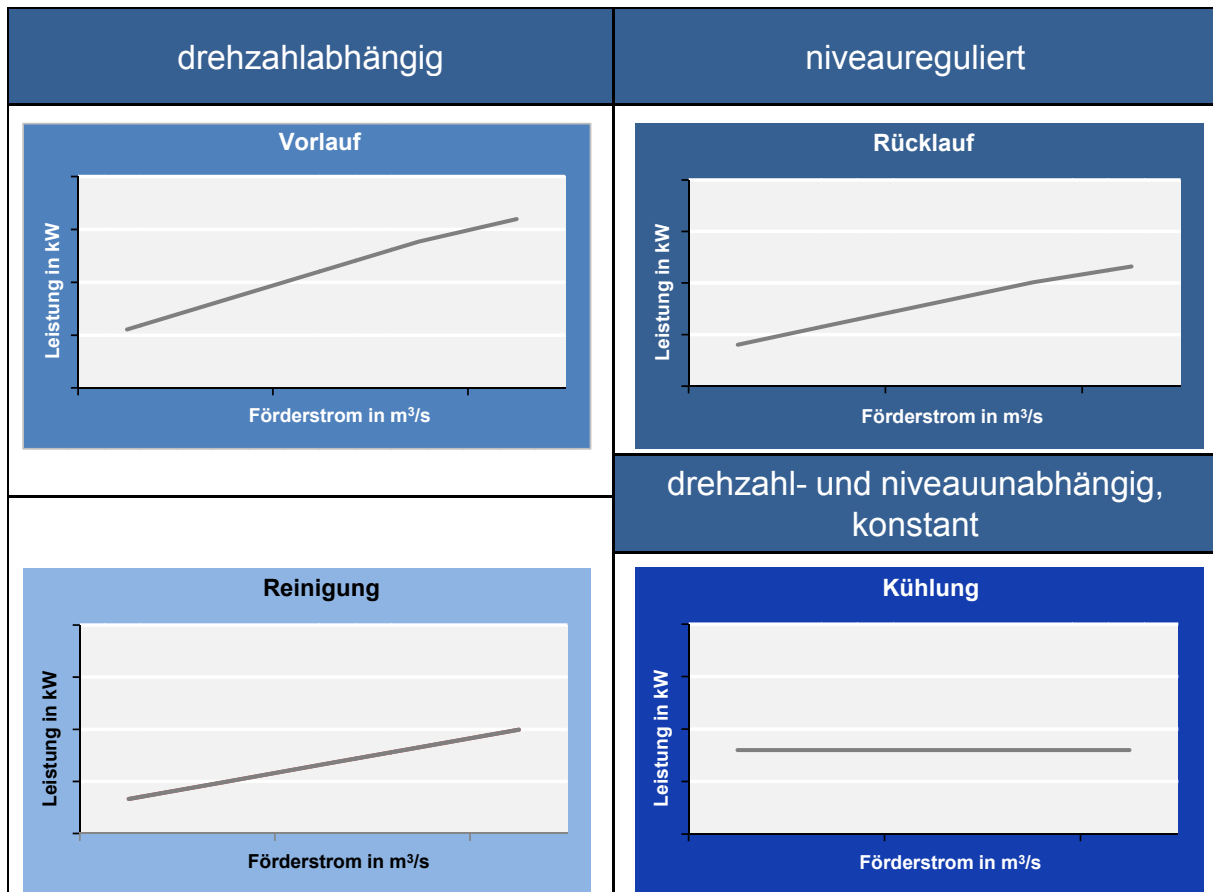 drehzahlabhängig
niveaureguliert
Vorlauf
Leistung in kW
Förderstrom in m³/s
Rücklauf
Leistung in kW
Förderstrom in m³/s
drehzahl- und niveauunabhängig,
konstant
Reinigung
Leistung in kW
Förderstrom in m³/s
Kühlung
Leistung in kW
Förderstrom in m³/s